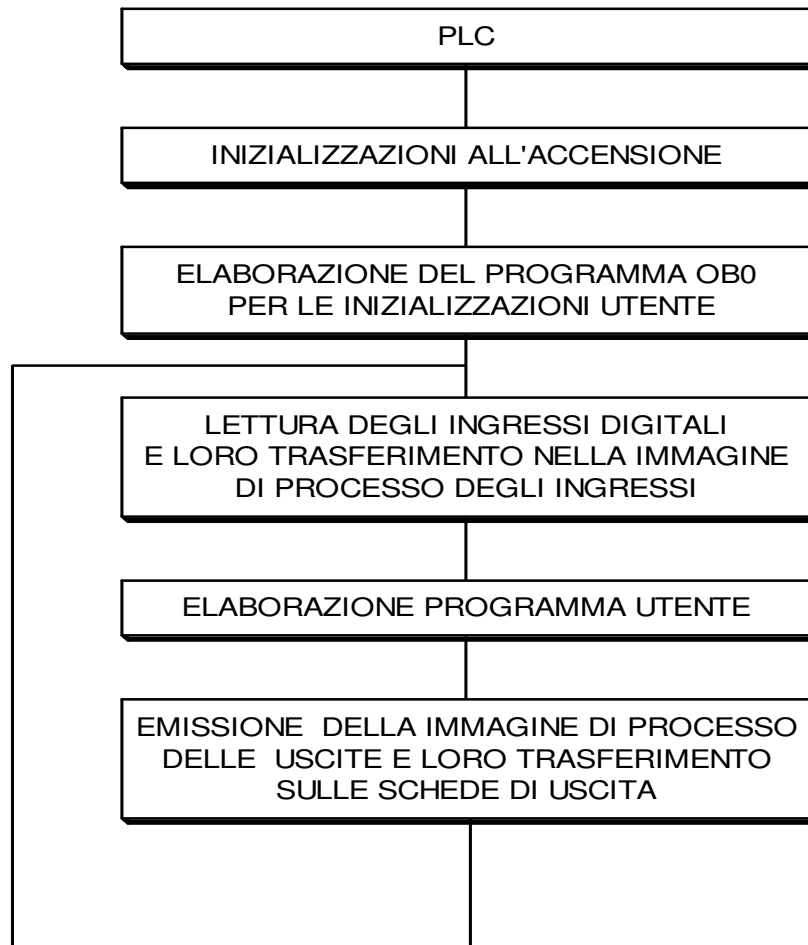 PLC
INIZIALIZZAZIONI ALL'ACCENSIONE
ELABORAZIONE DEL PROGRAMMA OB0
PER LE INIZIALIZZAZIONI UTENTE
LETTURA DEGLI INGRESSI DIGITALI
E LORO TRASFERIMENTO NELLA IMMAGINE
DI PROCESSO DEGLI INGRESSI
ELABORAZIONE PROGRAMMA UTENTE
EMISSIONE DELLA IMMAGINE DI PROCESSO
DELLE USCITE E LORO TRASFERIMENTO
SULLE SCHEDE DI USCITA